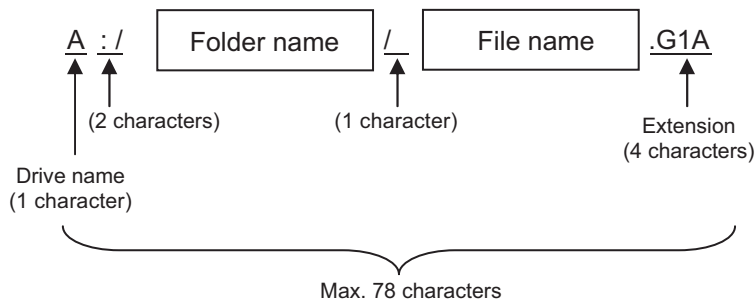 A :/ Folder name /_ File name .G1A
(2 characters) (1 character) Extension
(4 characters)
Drive name
(1 character)
Max. 78 characters